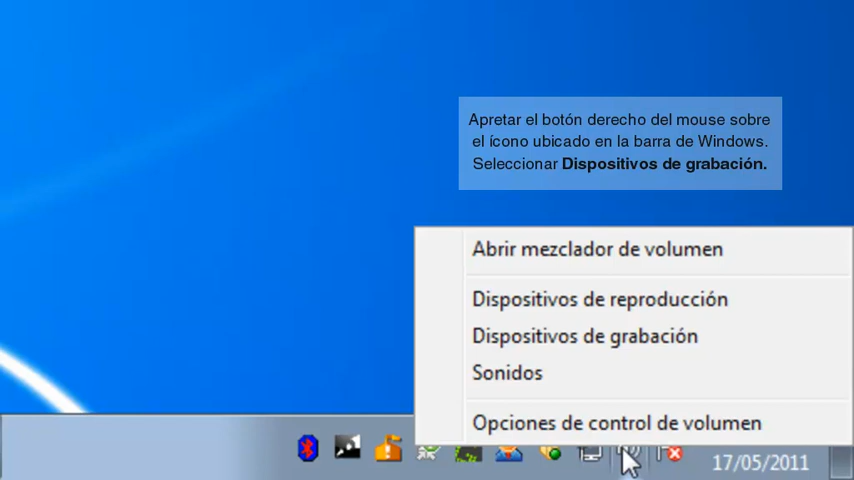 Apretar el botón derecho del mouse sobre
el ícono ubicado en la barra de Windows.
Seleccionar Dispositivos de grabación.
Abrir mezclador de volumen
Dispositivos de reproducción
Dispositivos de grabación
Sonidos
Opciones de control de volumen
17/05/2011